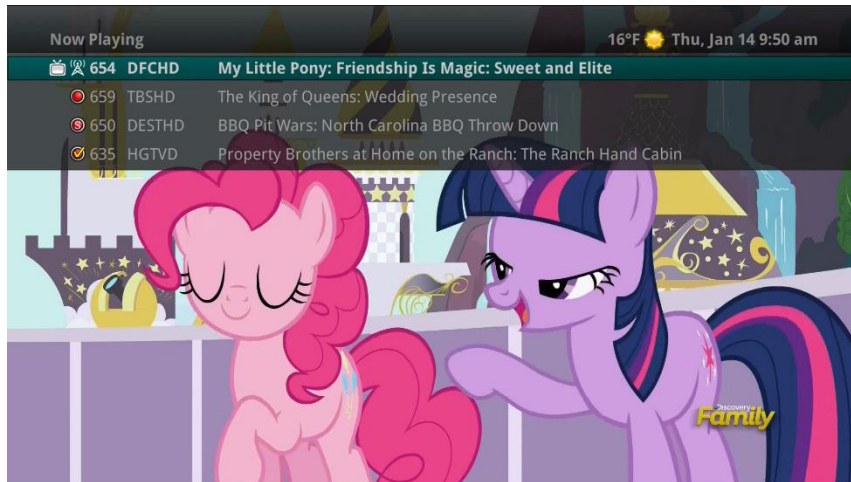 Now Playing 16°F Thu, Jan 14 9:50 am
654 DFCHD My Little Pony: Friendship Is Magic: Sweet and Elite
659 TBSHD The King of Queens: Wedding Presence
S 650 DESTHD BBQ Pit Wars: North Carolina BBQ Throw Down
635 HGTVD Property Brothers at Home on the Ranch: The Ranch Hand Cabin
Discovery
Family